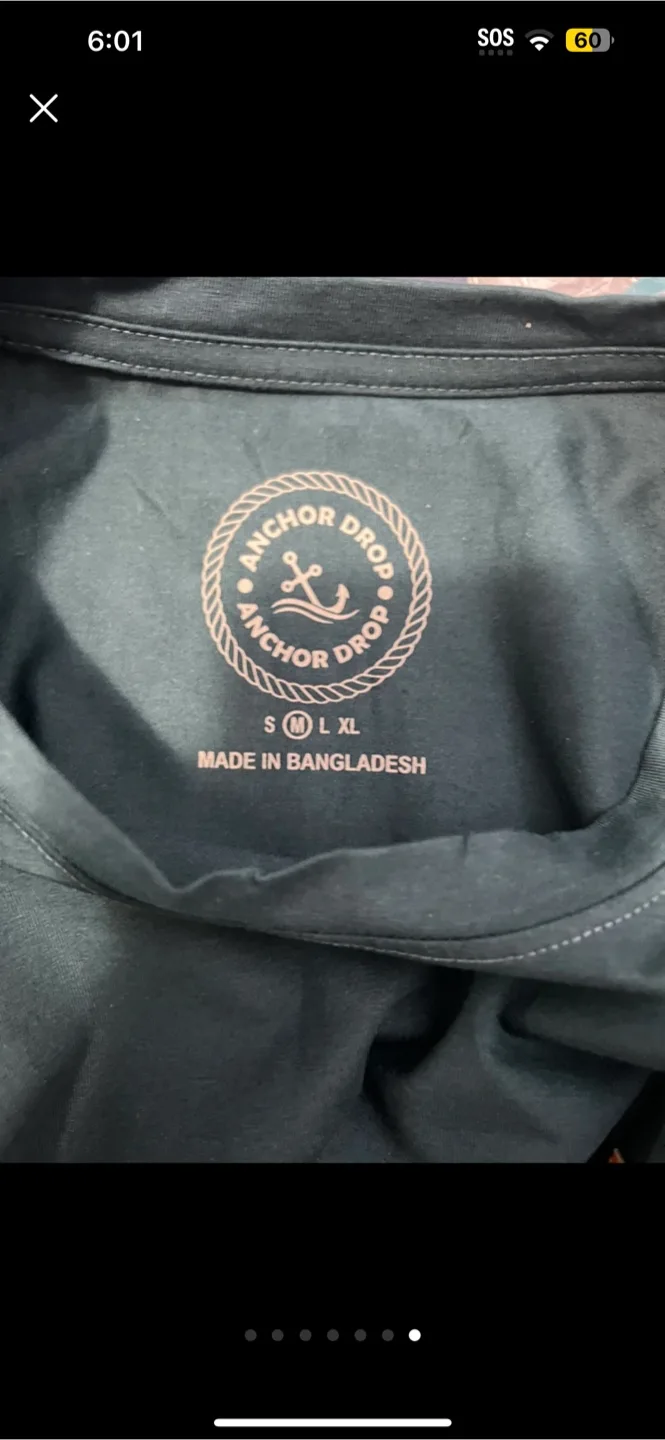 6:01 SOS 60
ANCHOR DROP
ANCHOR DROP
S M L XL
MADE IN BANGLADESH